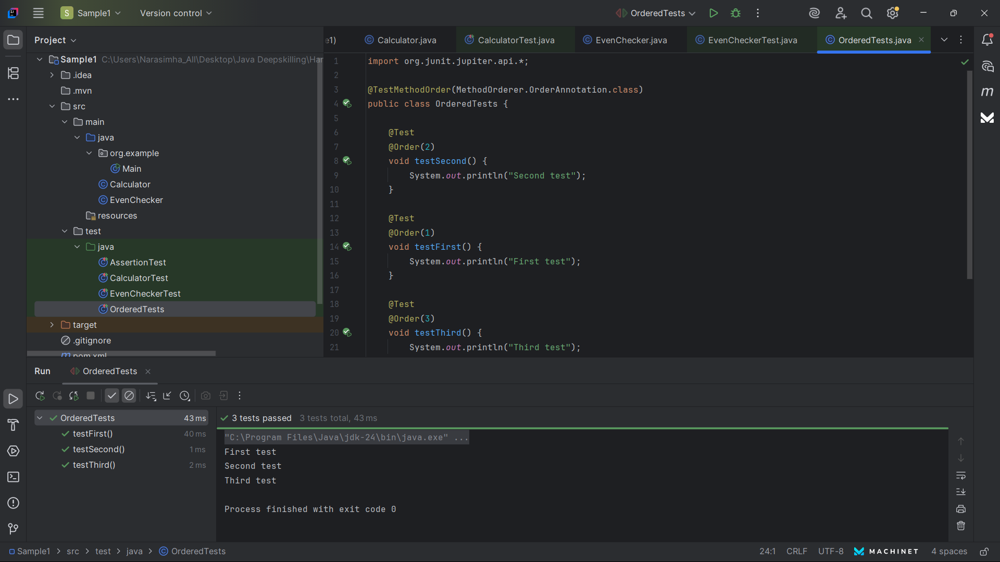 S Sample1 Version control OrderedTests
Project
e1) Calculator.java CalculatorTest.java EvenChecker.java EvenCheckerTest.java OrderedTests.java
Sample1 C:\Users\Narasimha_All\Desktop\Java Deepskilling\Har
.idea
.mvn
src
main
java
org.example
Main
Calculator
EvenChecker
resources
test
java
AssertionTest
CalculatorTest
EvenCheckerTest
OrderedTests
target
.gitignore
pom.xml
1 import org.junit.jupiter.api.*;
2
3 @TestMethodOrder(MethodOrderer.OrderAnnotation.class)
4 public class OrderedTests {
5
6 @Test
7 @Order(2)
8 void testSecond() {
9 System.out.println("Second test");
10 }
11
12 @Test
13 @Order(1)
14 void testFirst() {
15 System.out.println("First test");
16 }
17
18 @Test
19 @Order(3)
20 void testThird() {
21 System.out.println("Third test");
Run OrderedTests
OrderedTests 43 ms
testFirst() 40 ms
testSecond() 1 ms
testThird() 2 ms
3 tests passed 3 tests total, 43 ms
"C:\Program Files\Java\jdk-24\bin\java.exe" ...
First test
Second test
Third test
Process finished with exit code 0
Sample1 > src > test > java > OrderedTests
24:1 CRLF UTF-8 MACHINET 4 spaces